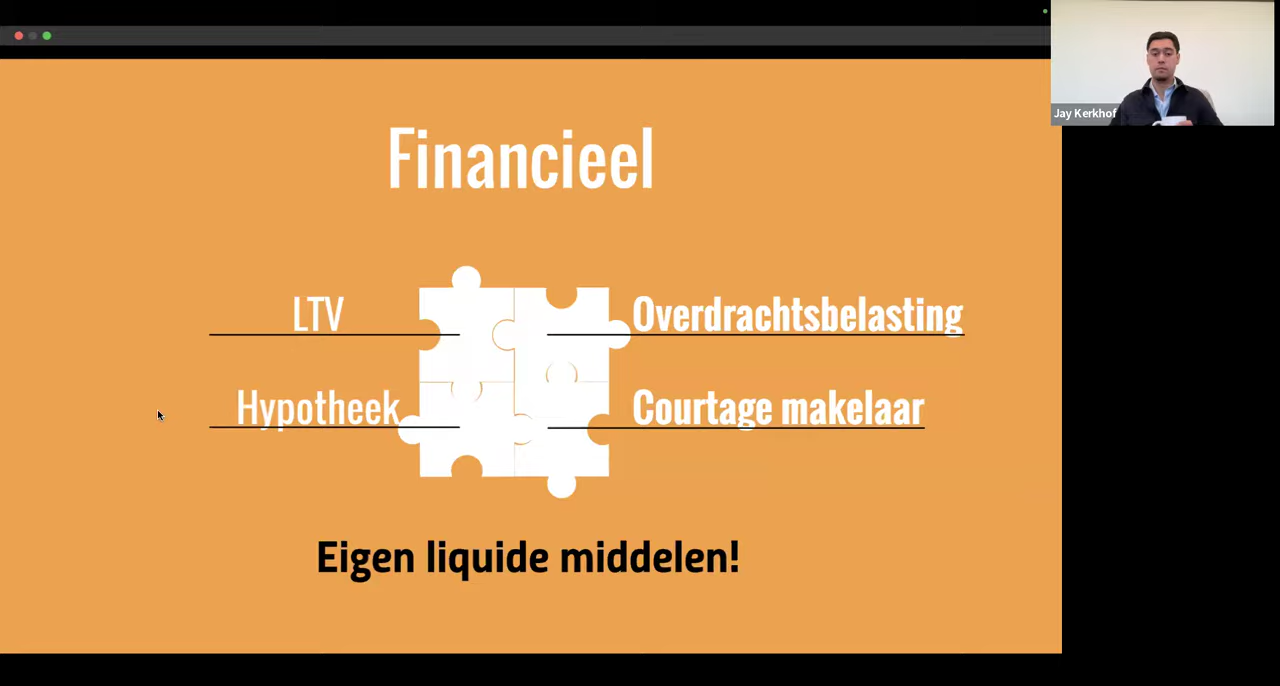 Jay Kerkhof
Financieel
LTV
Overdrachtsbelasting
Hypotheek
Courtage makelaar
Eigen liquide middelen!